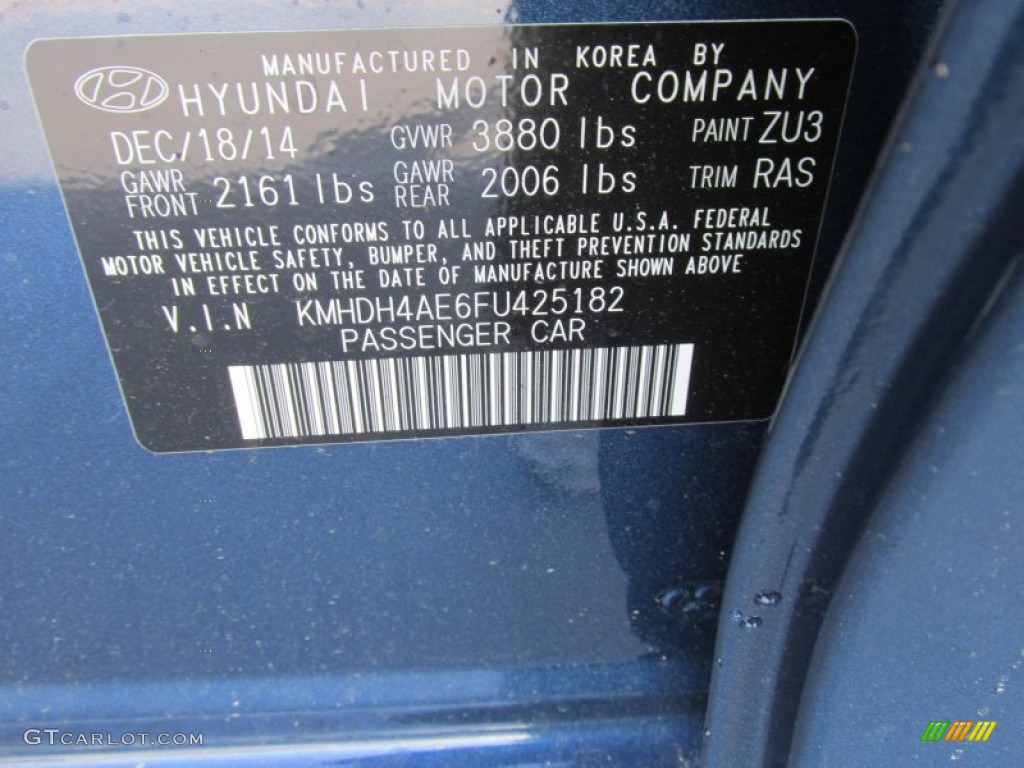 MANUFACTURED IN KOREA BY
HYUNDAI MOTOR COMPANY
DEC/18/14 GVWR 3880 lbs PAINT ZU3
GAWR FRONT 2161 lbs GAWR REAR 2006 lbs TRIM RAS
THIS VEHICLE CONFORMS TO ALL APPLICABLE U.S.A. FEDERAL
MOTOR VEHICLE SAFETY, BUMPER, AND THEFT PREVENTION STANDARDS
IN EFFECT ON THE DATE OF MANUFACTURE SHOWN ABOVE
V.I.N KMHDH4AE6FU425182
PASSENGER CAR
GTCARLOT.COM